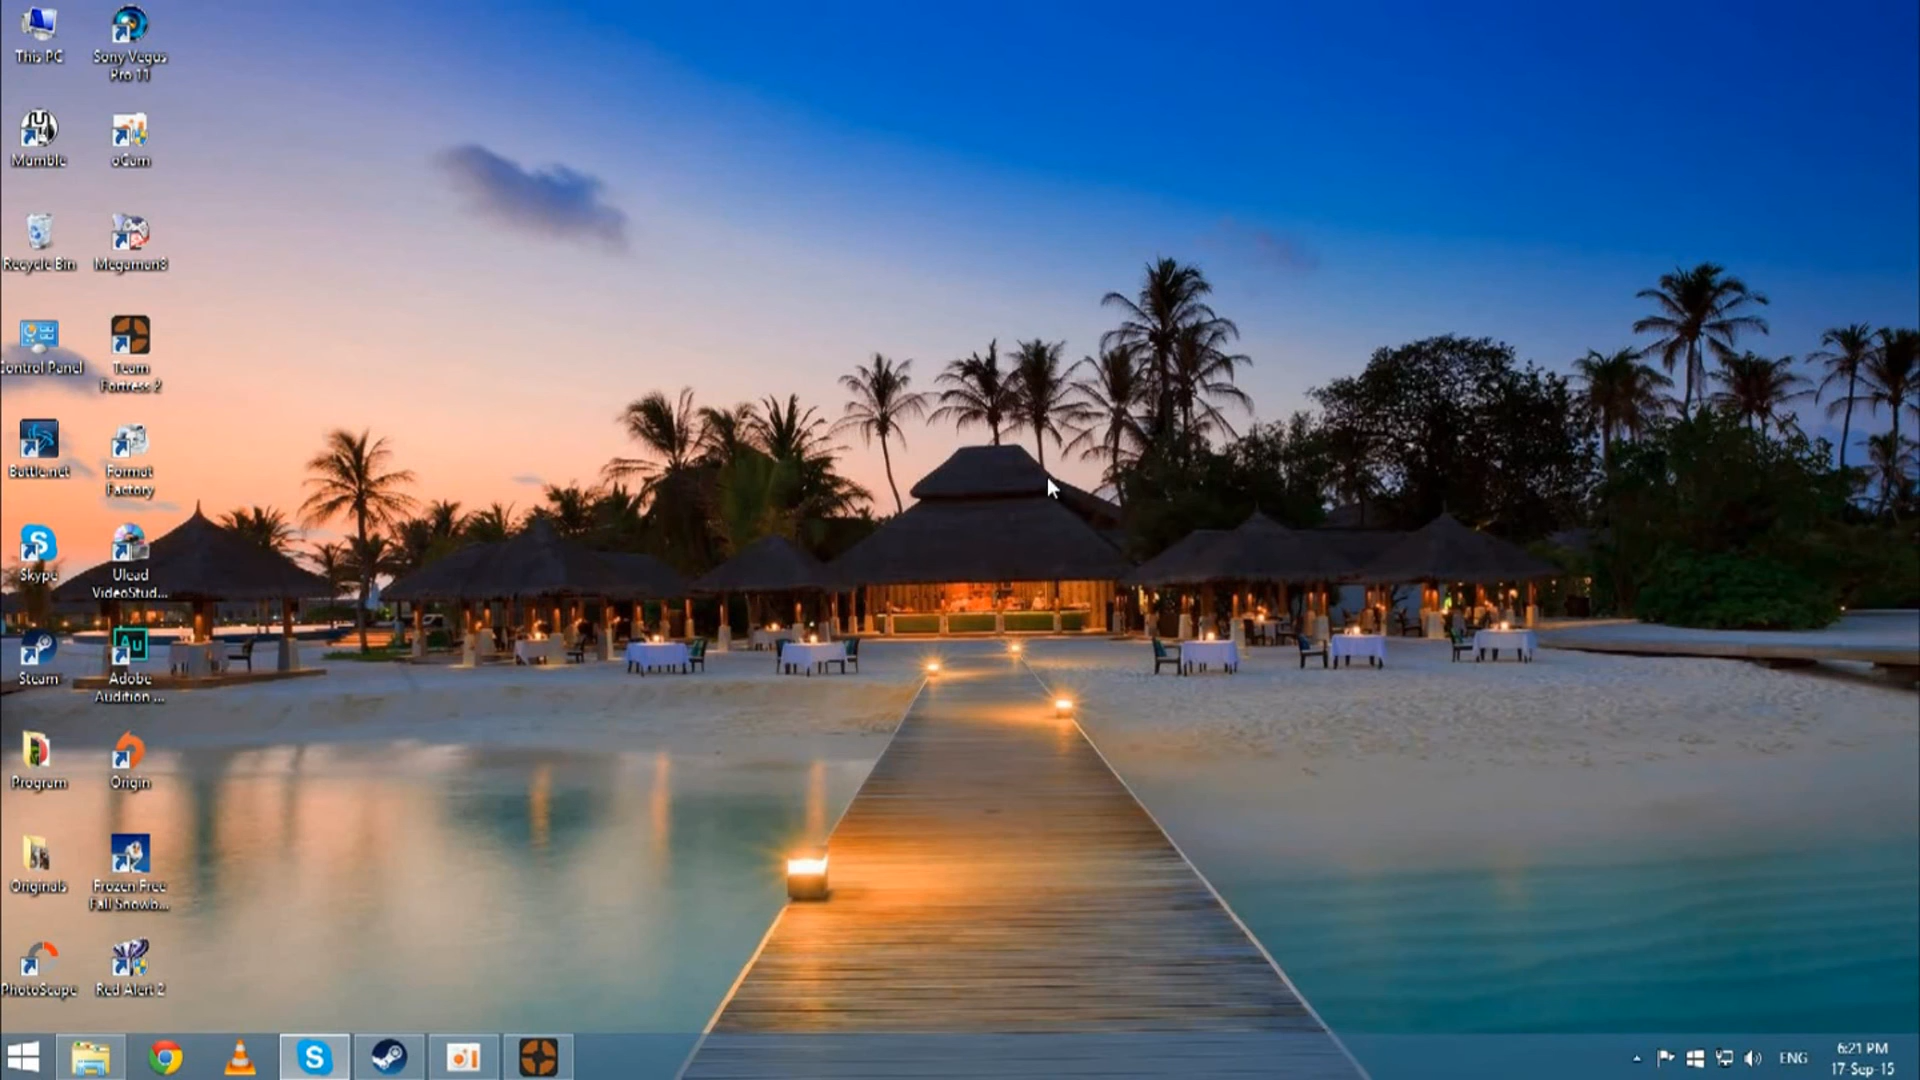 This PC
Sony Vegas
Pro 11
Mumble
oCam
Recycle Bin
Megaman8
Control Panel
Team
Fortress 2
Battle.net
Format
Factory
Skype
Ulead
VideoStud...
Steam
Adobe
Audition ...
Program
Origin
Originals
Frozen Free
Fall Snowb...
PhotoScape
Red Alert 2
ENG
6:21 PM
17-Sep-15